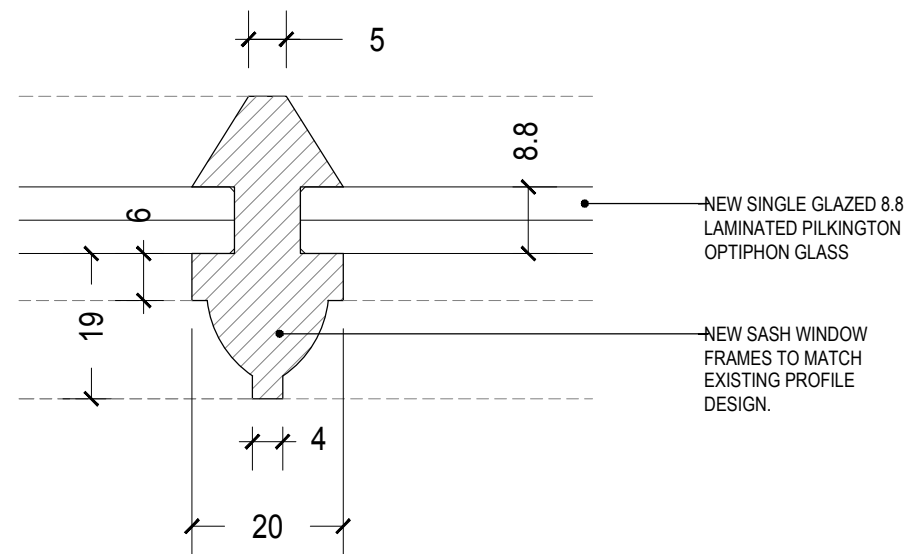 5
8.8
6
NEW SINGLE GLAZED 8.8
LAMINATED PILKINGTON
OPTIPHON GLASS
19
NEW SASH WINDOW
FRAMES TO MATCH
EXISTING PROFILE
DESIGN.
4
20